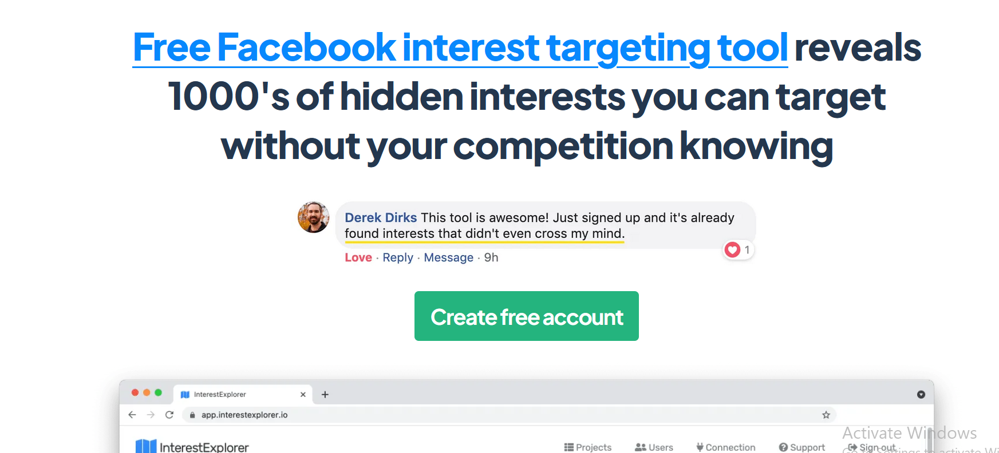 Free Facebook interest targeting tool reveals
1000's of hidden interests you can target
without your competition knowing
Derek Dirks This tool is awesome! Just signed up and it's already
found interests that didn't even cross my mind.
Love · Reply · Message · 9h
1
Create free account
InterestExplorer
app.interestexplorer.io
InterestExplorer Projects Users Connection Support Sign out
Activate Windows
Go to Settings to activate Wi